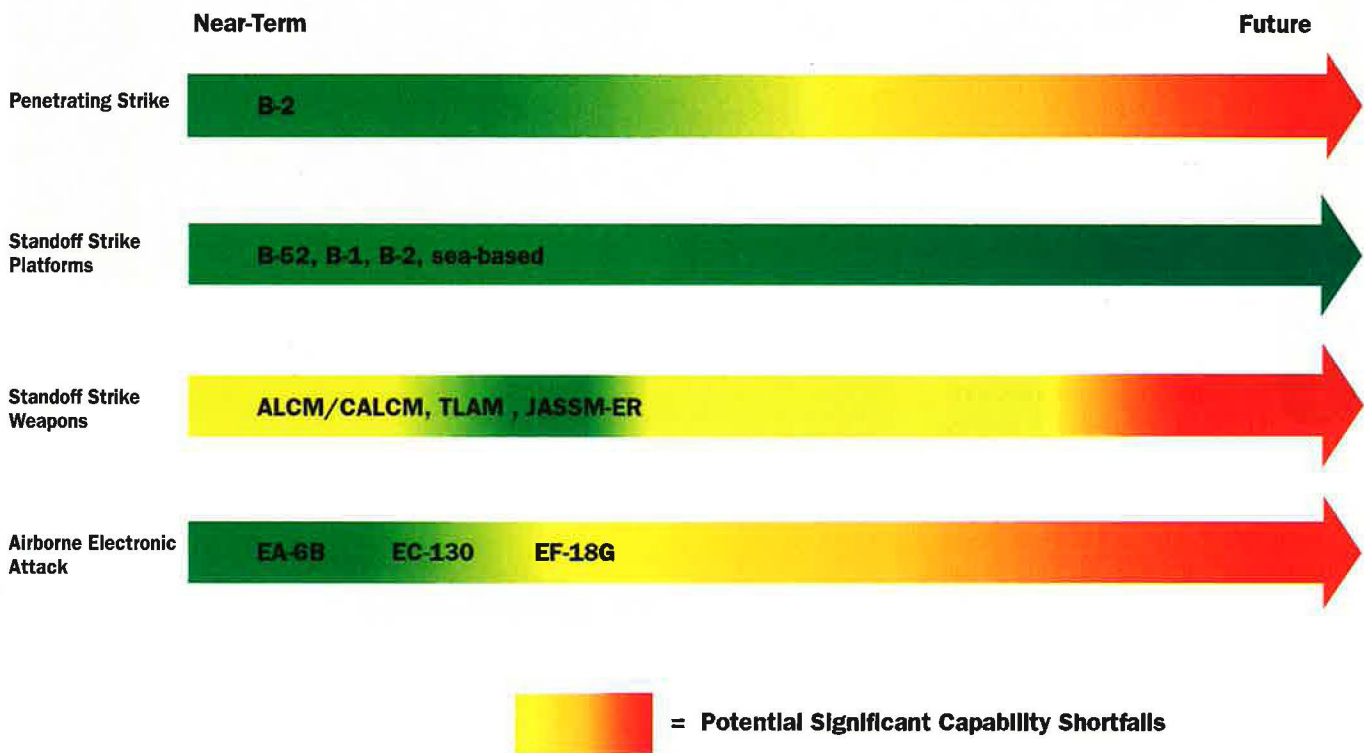 Near-Term
Future
Penetrating Strike
B-2
Standoff Strike
Platforms
B-52, B-1, B-2, sea-based
Standoff Strike
Weapons
ALCM/CALCM, TLAM , JASSM-ER
Airborne Electronic
Attack
EA-6B
EC-130
EF-18G
= Potential Significant Capability Shortfalls